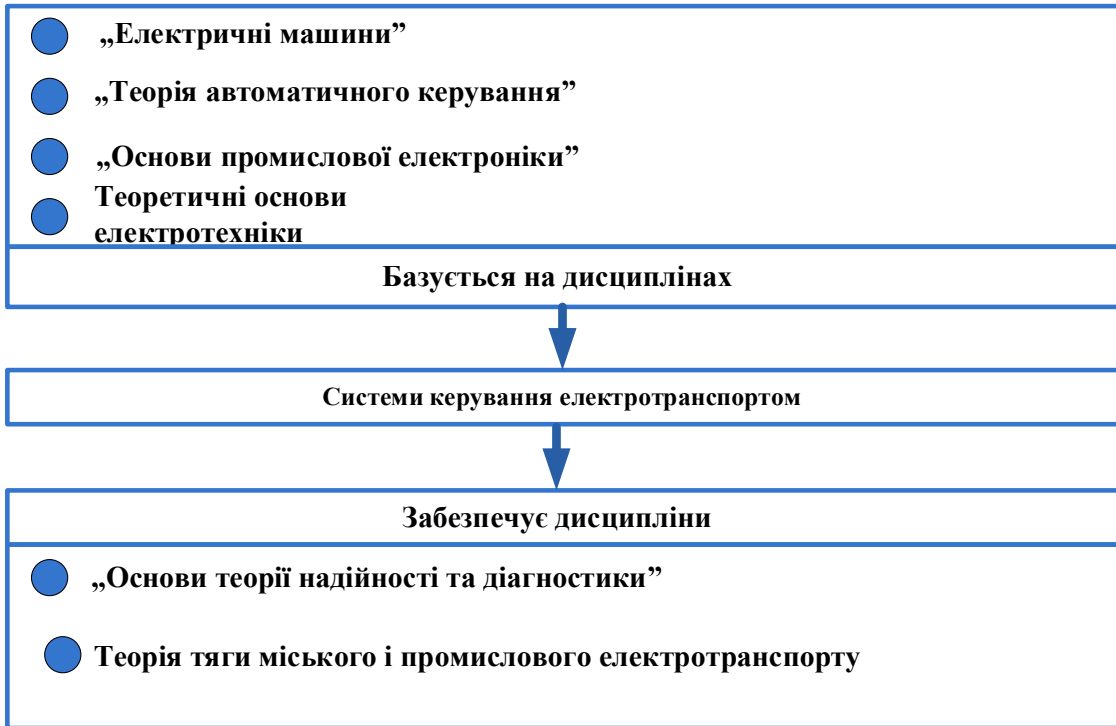 „Електричні машини”
„Теорія автоматичного керування”
„Основи промислової електроніки”
Теоретичні основи
електротехніки
Базується на дисциплінах
Системи керування електротранспортом
Забезпечує дисципліни
„Основи теорії надійності та діагностики”
Теорія тяги міського і промислового електротранспорту